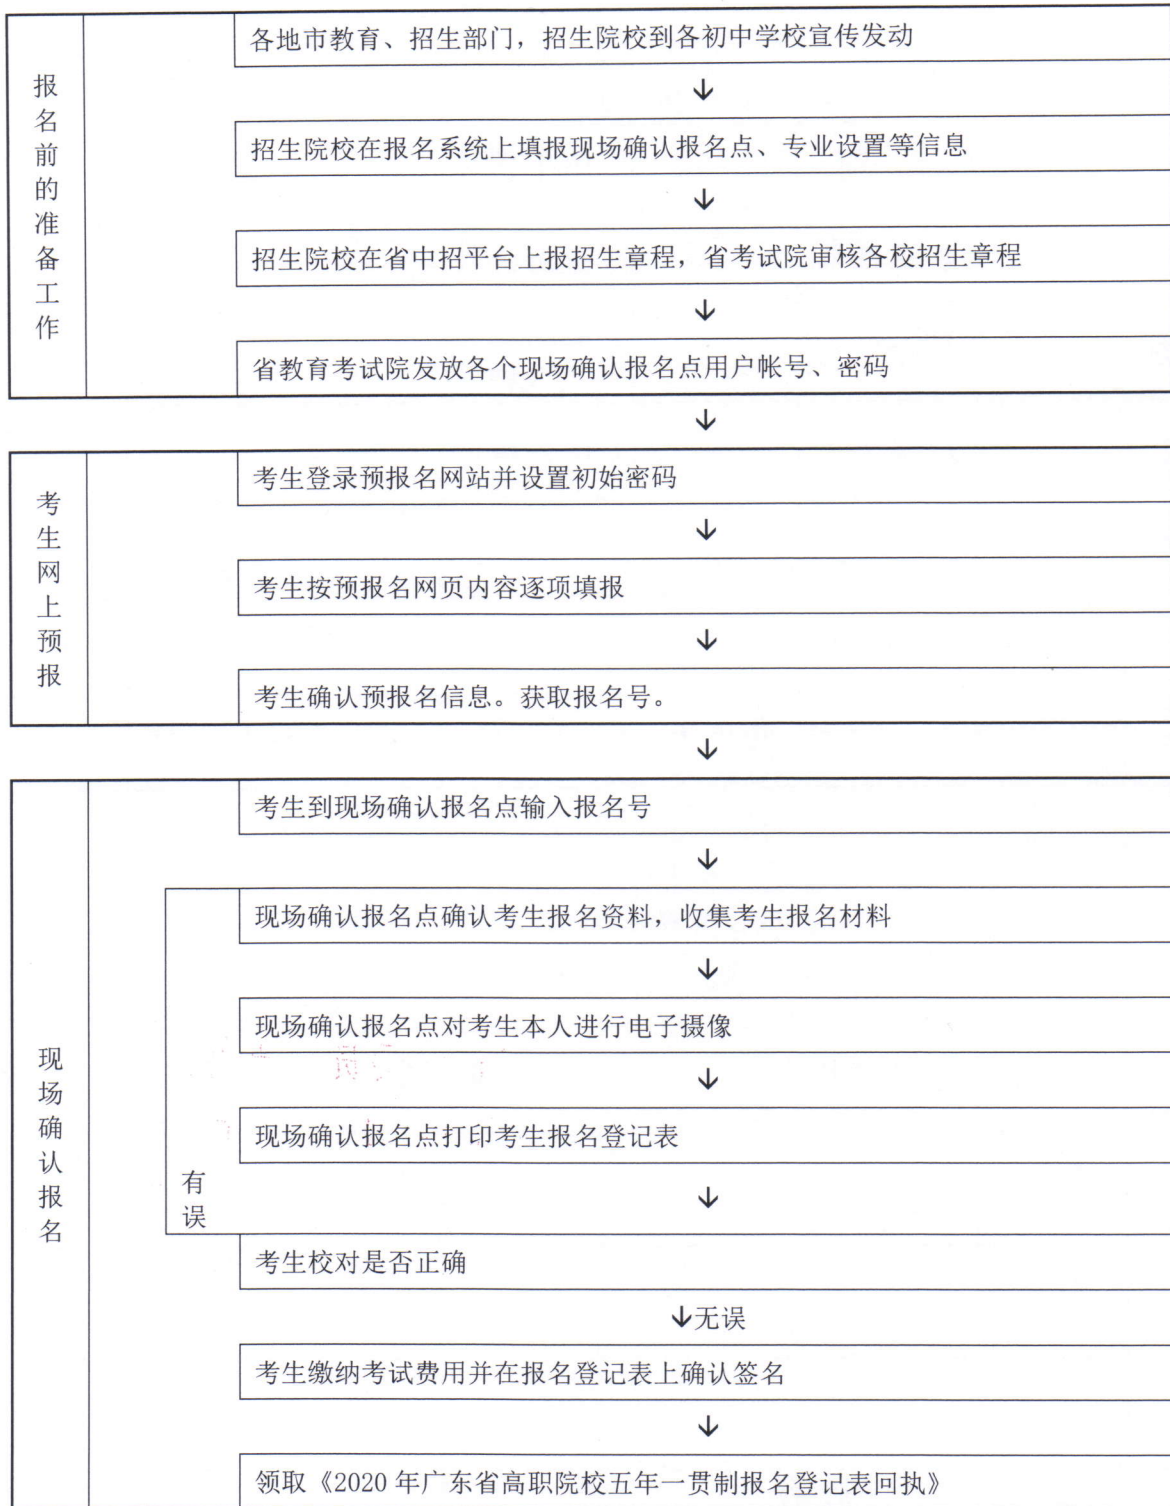 报名前的准备工作
各地市教育、招生部门，招生院校到各初中学校宣传发动
↓
招生院校在报名系统上填报现场确认报名点、专业设置等信息
↓
招生院校在省中招平台上报招生章程，省考试院审核各校招生章程
↓
省教育考试院发放各个现场确认报名点用户帐号、密码
↓
考生网上预报
考生登录预报名网站并设置初始密码
↓
考生按预报名网页内容逐项填报
↓
考生确认预报名信息。获取报名号。
↓
现场确认报名
考生到现场确认报名点输入报名号
↓
现场确认报名点确认考生报名资料，收集考生报名材料
↓
现场确认报名点对考生本人进行电子摄像
↓
现场确认报名点打印考生报名登记表
有误
↓
考生校对是否正确
↓无误
考生缴纳考试费用并在报名登记表上确认签名
↓
领取《2020 年广东省高职院校五年一贯制报名登记表回执》